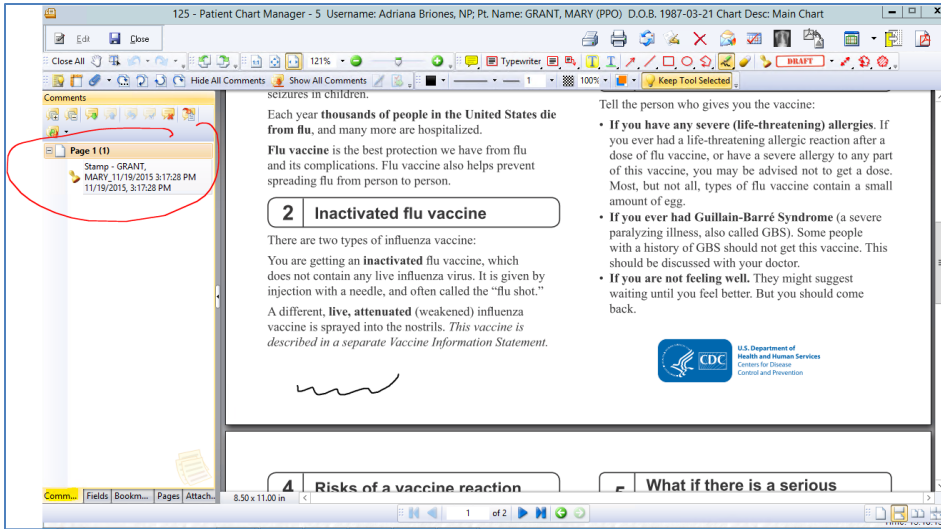 125 - Patient Chart Manager - 5 Username: Adriana Briones, NP; Pt. Name: GRANT, MARY (PPO) D.O.B. 1987-03-21 Chart Desc: Main Chart
Edit Close
Close All 121% Typewriter DRAFT
Hide All Comments Show All Comments 1 100% Keep Tool Selected
Comments
Page 1 (1)
Stamp - GRANT,
MARY_11/19/2015 3:17:28 PM
11/19/2015, 3:17:28 PM
Comm... Fields Bookm... Pages Attach..
seizures in children.
Each year thousands of people in the United States die
from flu, and many more are hospitalized.
Flu vaccine is the best protection we have from flu
and its complications. Flu vaccine also helps prevent
spreading flu from person to person.
2 Inactivated flu vaccine
There are two types of influenza vaccine:
You are getting an inactivated flu vaccine, which
does not contain any live influenza virus. It is given by
injection with a needle, and often called the “flu shot.”
A different, live, attenuated (weakened) influenza
vaccine is sprayed into the nostrils. This vaccine is
described in a separate Vaccine Information Statement.
Tell the person who gives you the vaccine:
• If you have any severe (life-threatening) allergies. If
you ever had a life-threatening allergic reaction after a
dose of flu vaccine, or have a severe allergy to any part
of this vaccine, you may be advised not to get a dose.
Most, but not all, types of flu vaccine contain a small
amount of egg.
• If you ever had Guillain-Barré Syndrome (a severe
paralyzing illness, also called GBS). Some people
with a history of GBS should not get this vaccine. This
should be discussed with your doctor.
• If you are not feeling well. They might suggest
waiting until you feel better. But you should come
back.
CDC
U.S. Department of
Health and Human Services
Centers for Disease
Control and Prevention
4 Risks of a vaccine reaction
What if there is a serious
8.50 x 11.00 in
1 of 2